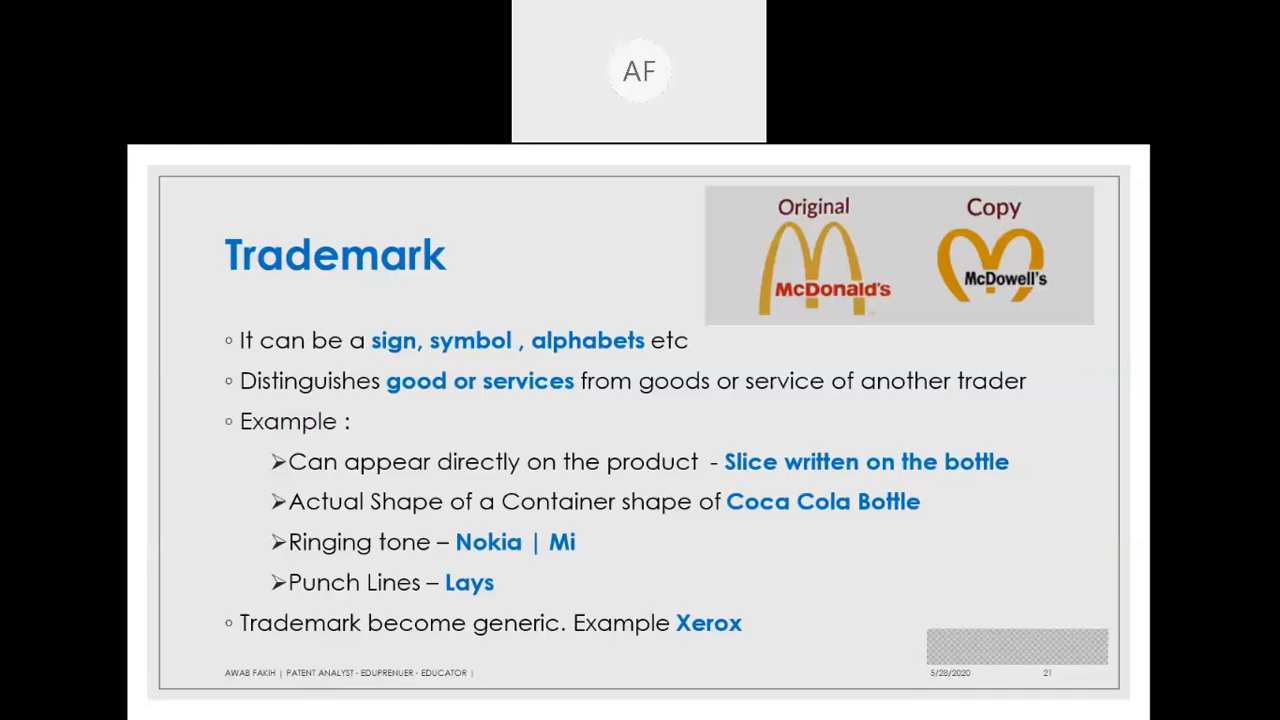 AF
Original Copy
McDonald's McDowell's
Trademark
◦ It can be a sign, symbol , alphabets etc
◦ Distinguishes good or services from goods or service of another trader
◦ Example :
➢Can appear directly on the product - Slice written on the bottle
➢Actual Shape of a Container shape of Coca Cola Bottle
➢Ringing tone – Nokia | Mi
➢Punch Lines – Lays
◦ Trademark become generic. Example Xerox
AWAB FAKIH | PATENT ANALYST - EDUPRENUER - EDUCATOR | 5/28/2020 21